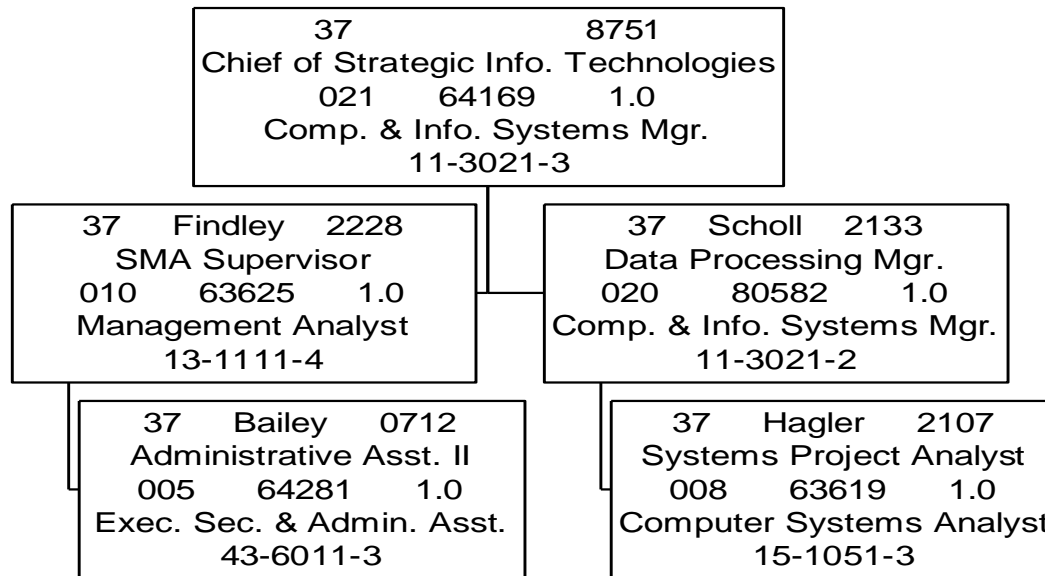 37 8751
Chief of Strategic Info. Technologies
021 64169 1.0
Comp. & Info. Systems Mgr.
11-3021-3
37 Findley 2228
SMA Supervisor
010 63625 1.0
Management Analyst
13-1111-4
37 Scholl 2133
Data Processing Mgr.
020 80582 1.0
Comp. & Info. Systems Mgr.
11-3021-2
37 Bailey 0712
Administrative Asst. II
005 64281 1.0
Exec. Sec. & Admin. Asst.
43-6011-3
37 Hagler 2107
Systems Project Analyst
008 63619 1.0
Computer Systems Analyst
15-1051-3